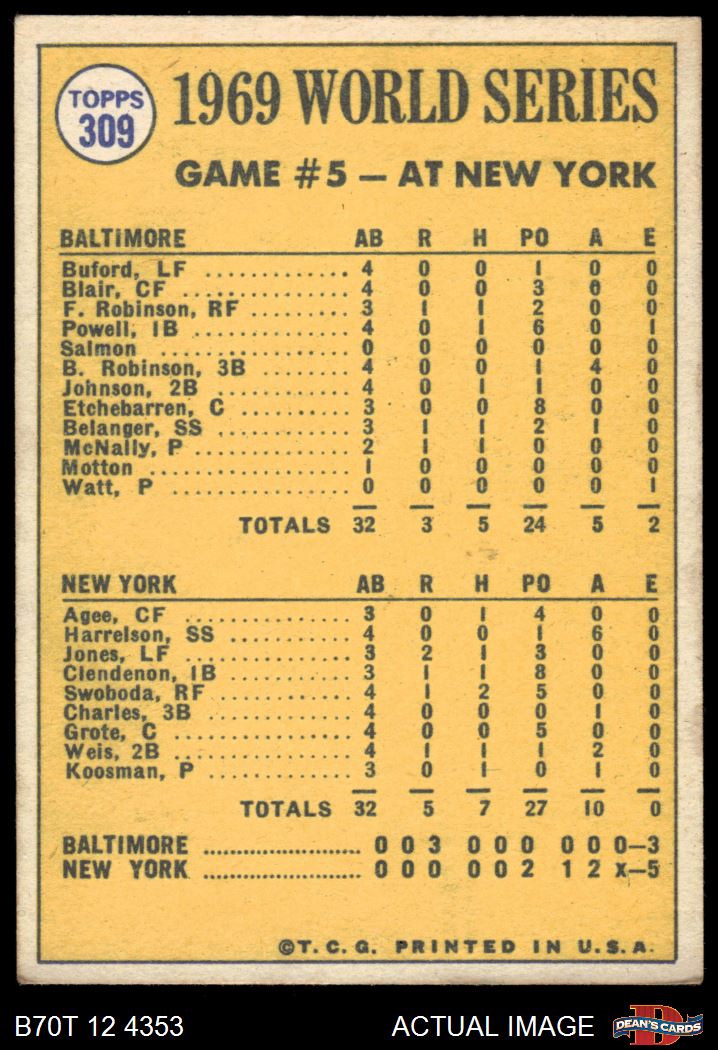 TOPPS
309
1969 WORLD SERIES
GAME #5 — AT NEW YORK
BALTIMORE AB R H PO A E
Buford, LF ............. 4 0 0 1 0 0
Blair, CF ............... 4 0 0 3 0 0
F. Robinson, RF ......... 3 1 1 2 0 0
Powell, 1B .............. 4 0 1 6 0 1
Salmon ................. 0 0 0 0 0 0
B. Robinson, 3B ........ 4 0 0 1 4 0
Johnson, 2B ............ 4 0 1 1 0 0
Etchebarren, C .......... 3 0 0 8 0 0
Belanger, SS ............ 3 1 1 2 1 0
McNally, P .............. 2 1 1 0 0 0
Motton .................. 1 0 0 0 0 0
Watt, P ................ 0 0 0 0 0 1
TOTALS 32 3 5 24 5 2
NEW YORK AB R H PO A E
Agee, CF ............... 3 0 1 4 0 0
Harrelson, SS ........... 4 0 0 1 6 0
Jones, LF ............... 3 2 1 3 0 0
Clendenon, 1B ........... 3 1 1 8 0 0
Swoboda, RF ............ 4 1 2 5 0 0
Charles, 3B ............. 4 0 0 0 1 0
Grote, C ................ 4 0 0 5 0 0
Weis, 2B ............... 4 1 1 1 2 0
Koosman, P ............. 3 0 1 0 1 0
TOTALS 32 5 7 27 10 0
BALTIMORE ........................ 0 0 3 0 0 0 0 0 0—3
NEW YORK ........................ 0 0 0 0 0 2 1 2 x—5
©T. C. G. PRINTED IN U.S.A.
B70T 12 4353
ACTUAL IMAGE
DEAN'S CARDS